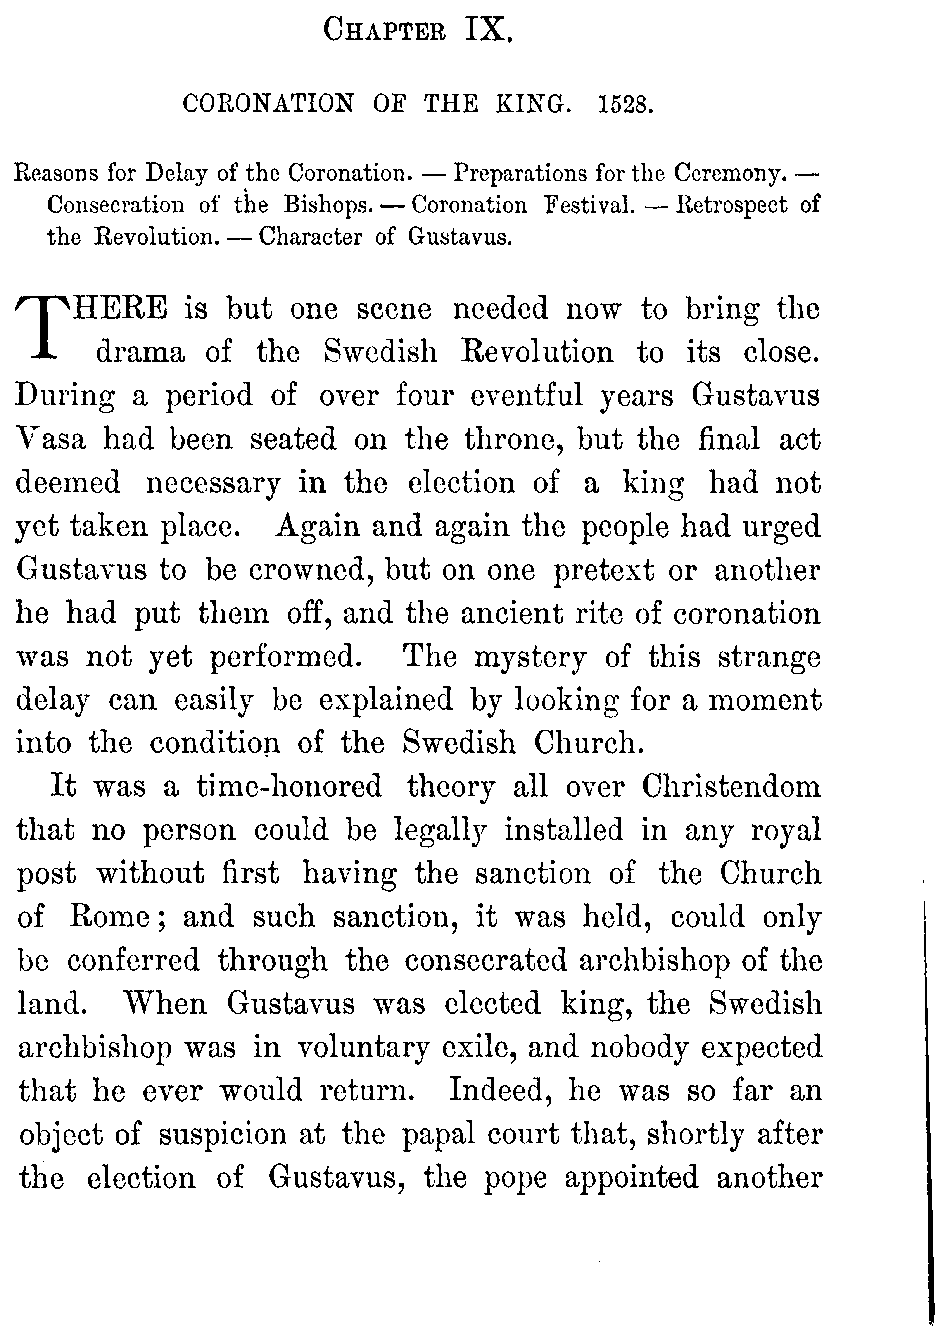 CHAPTER IX.
CORONATION OF THE KING. 1528.
Reasons for Delay of the Coronation. — Preparations for the Ceremony. —
Consecration of the Bishops. — Coronation Festival. — Retrospect of
the Revolution. — Character of Gustavus.
THERE is but one scene needed now to bring the
drama of the Swedish Revolution to its close.
During a period of over four eventful years Gustavus
Vasa had been seated on the throne, but the final act
deemed necessary in the election of a king had not
yet taken place. Again and again the people had urged
Gustavus to be crowned, but on one pretext or another
he had put them off, and the ancient rite of coronation
was not yet performed. The mystery of this strange
delay can easily be explained by looking for a moment
into the condition of the Swedish Church.
It was a time-honored theory all over Christendom
that no person could be legally installed in any royal
post without first having the sanction of the Church
of Rome; and such sanction, it was held, could only
be conferred through the consecrated archbishop of the
land. When Gustavus was elected king, the Swedish
archbishop was in voluntary exile, and nobody expected
that he ever would return. Indeed, he was so far an
object of suspicion at the papal court that, shortly after
the election of Gustavus, the pope appointed another